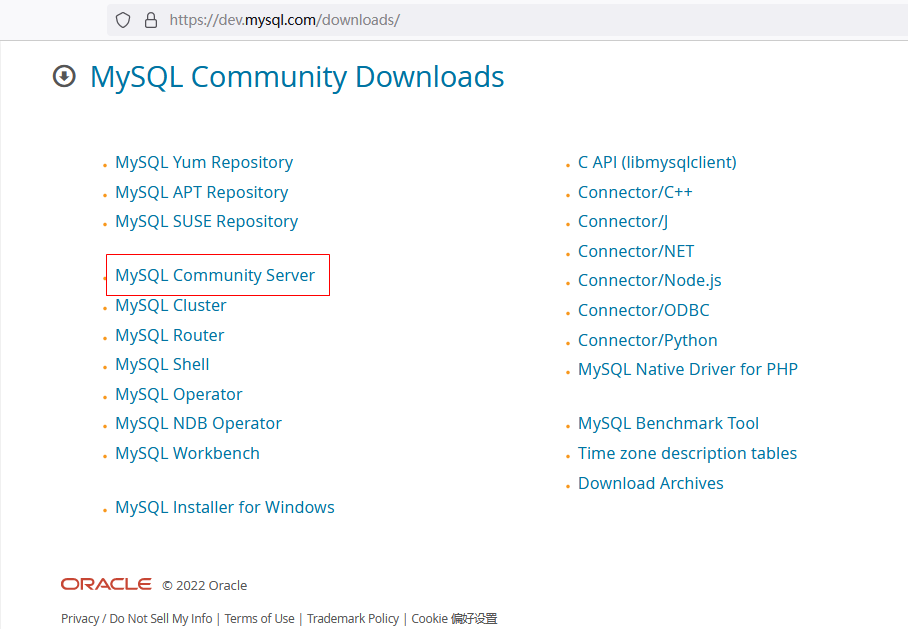 https://dev.mysql.com/downloads/
MySQL Community Downloads
MySQL Yum Repository
MySQL APT Repository
MySQL SUSE Repository
MySQL Community Server
MySQL Cluster
MySQL Router
MySQL Shell
MySQL Operator
MySQL NDB Operator
MySQL Workbench
MySQL Installer for Windows
C API (libmysqlclient)
Connector/C++
Connector/J
Connector/NET
Connector/Node.js
Connector/ODBC
Connector/Python
MySQL Native Driver for PHP
MySQL Benchmark Tool
Time zone description tables
Download Archives
ORACLE © 2022 Oracle
Privacy / Do Not Sell My Info | Terms of Use | Trademark Policy | Cookie 偏好设置